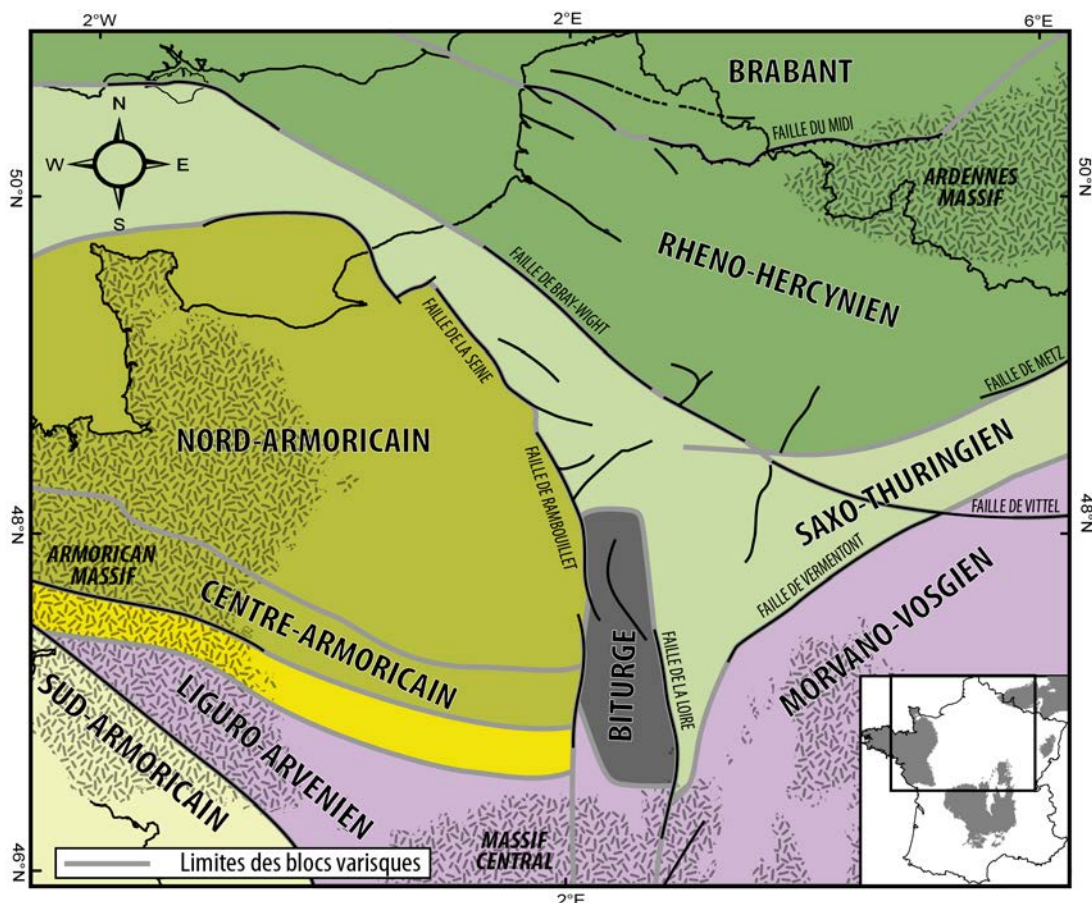 2°W
2°E
6°E
BRABANT
N
W
E
S
FAILLE DU MIDI
50°N
50°N
ARDENNES
MASSIF
RHENO-HERCYNIEN
FAILLE DE BRAY-WIGHT
FAILLE DE LA SEINE
FAILLE DE METZ
NORD-ARMORICAIN
SAXO-THURINGIEN
FAILLE DE RAMBOUILLET
FAILLE DE VITTEL
48°N
48°N
ARMORICAN
MASSIF
FAILLE DE VERMENTONT
CENTRE-ARMORICAIN
BITURGE
FAILLE DE LA LOIRE
MORVANO-VOSGIEN
SUD-ARMORICAIN
LIGURO-ARVENIEN
MASSIF
CENTRAL
46°N
Limites des blocs varisques
2°E